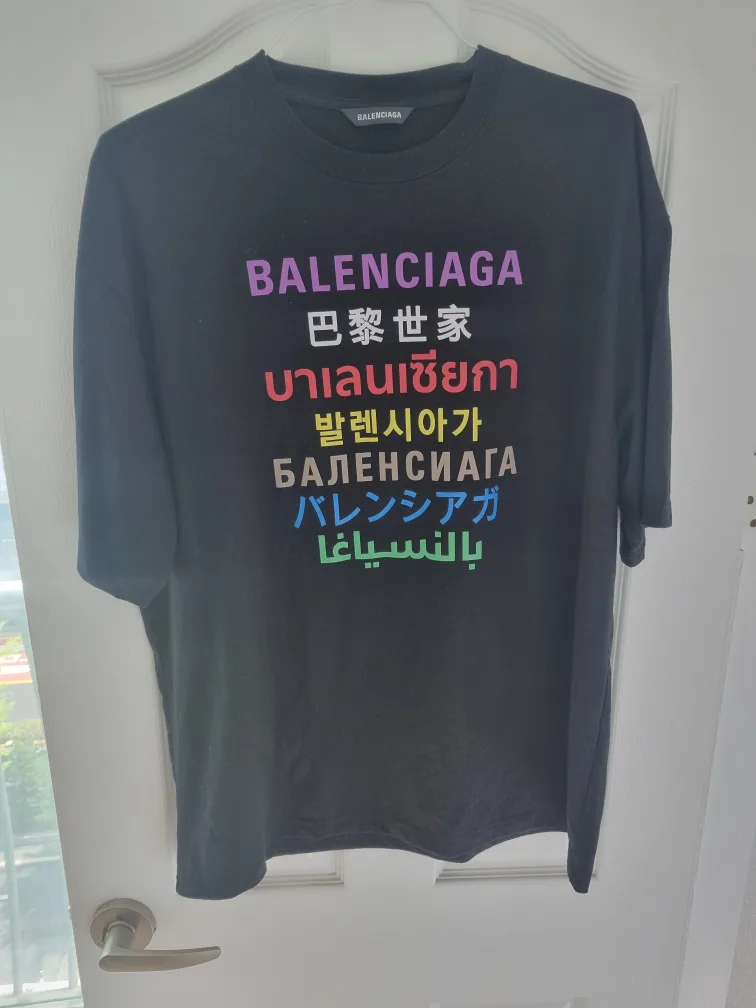 BALENCIAGA
BALENCIAGA
巴黎世家
บาเลนเซียกา
발렌시아가
БАЛЕНСИАГА
バレンシアガ
بالنسياغا